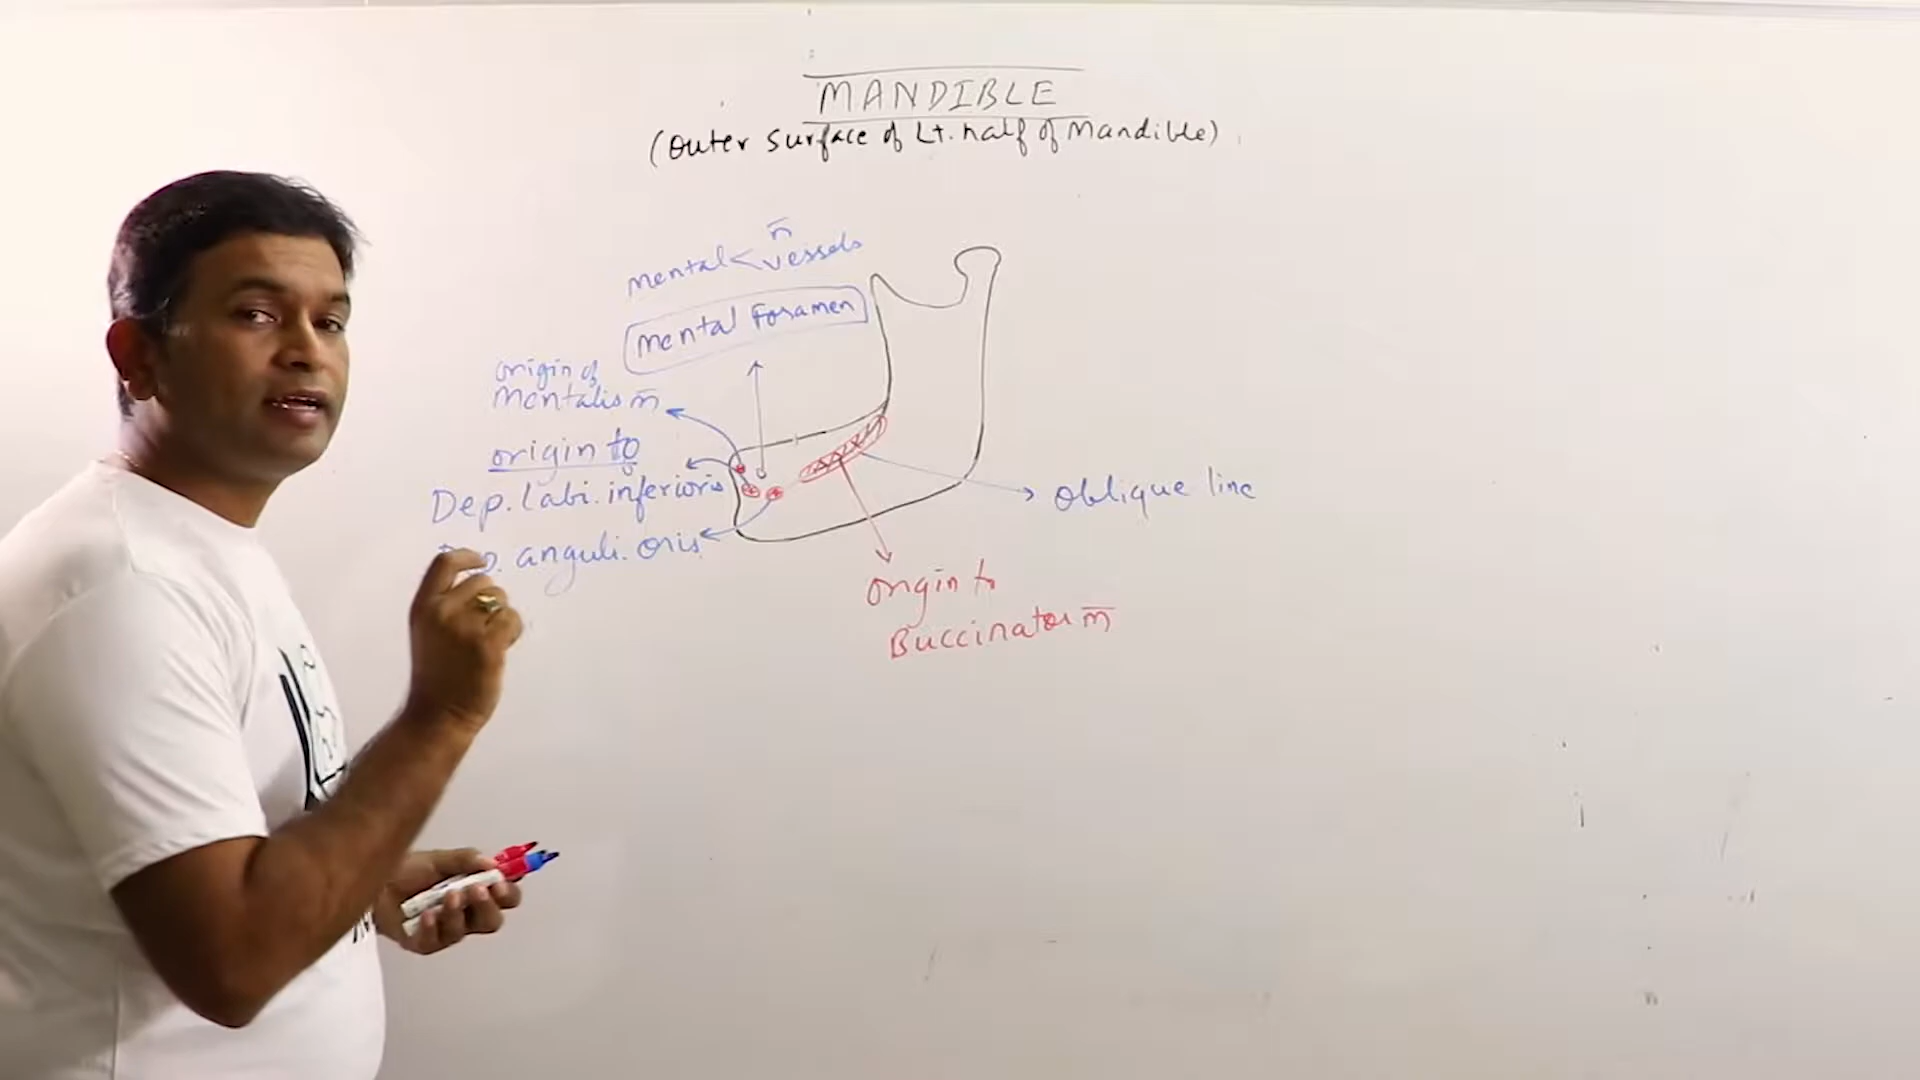 MANDIBLE
(Outer surface of Lt. half of Mandible)
n̄
mental < vessels
mental Foramen
origin of
Mentalis m̄
origin to
Dep. labi. inferioris
anguli. oris
oblique line
origin to
Buccinator m̄